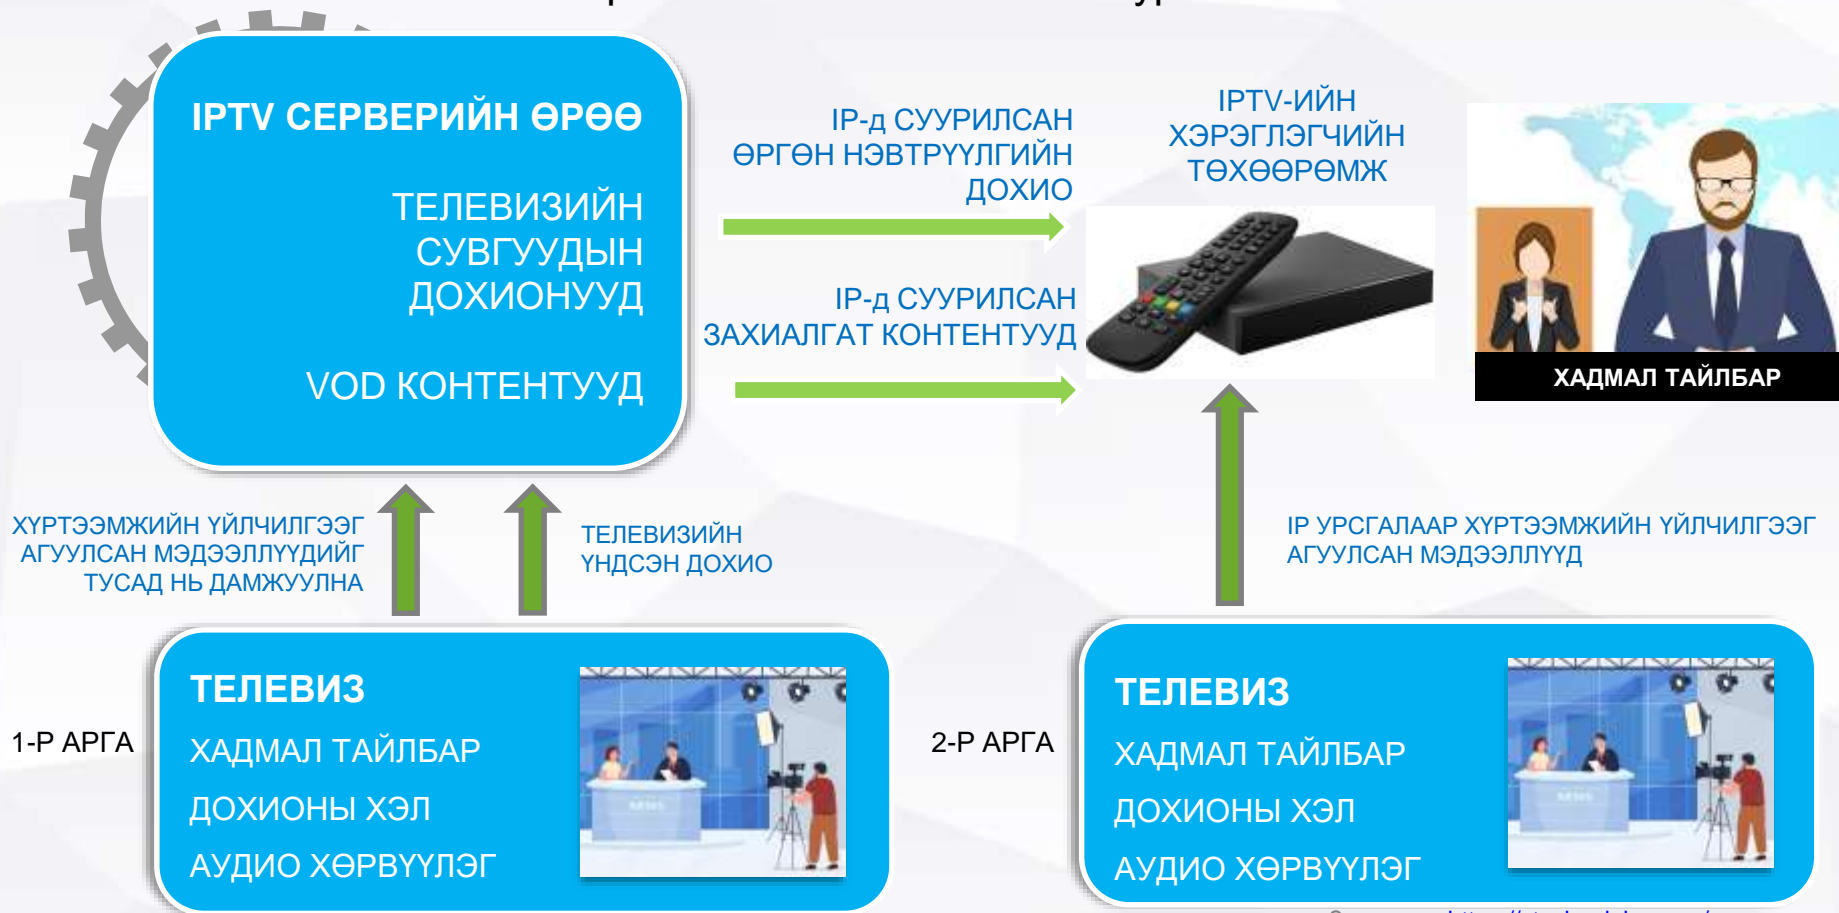 IPTV СЕРВЕРИЙН ӨРӨӨ
ТЕЛЕВИЗИЙН
СУВГУУДЫН
ДОХИОНУУД
VOD КОНТЕНТУУД
IP-д СУУРИЛСАН
ӨРГӨН НЭВТРҮҮЛГИЙН
ДОХИО
IP-д СУУРИЛСАН
ЗАХИАЛГАТ КОНТЕНТУУД
IPTV-ИЙН
ХЭРЭГЛЭГЧИЙН
ТӨХӨӨРӨМЖ
ХАДМАЛ ТАЙЛБАР
ХҮРТЭЭМЖИЙН ҮЙЛЧИЛГЭЭГ
АГУУЛСАН МЭДЭЭЛЛҮҮДИЙГ
ТУСАД НЬ ДАМЖУУЛНА
ТЕЛЕВИЗИЙН
ҮНДСЭН ДОХИО
IP УРСГАЛААР ХҮРТЭЭМЖИЙН ҮЙЛЧИЛГЭЭГ
АГУУЛСАН МЭДЭЭЛЛҮҮД
1-Р АРГА
ТЕЛЕВИЗ
ХАДМАЛ ТАЙЛБАР
ДОХИОНЫ ХЭЛ
АУДИО ХӨРВҮҮЛЭГ
NEWS
2-Р АРГА
ТЕЛЕВИЗ
ХАДМАЛ ТАЙЛБАР
ДОХИОНЫ ХЭЛ
АУДИО ХӨРВҮҮЛЭГ
NEWS